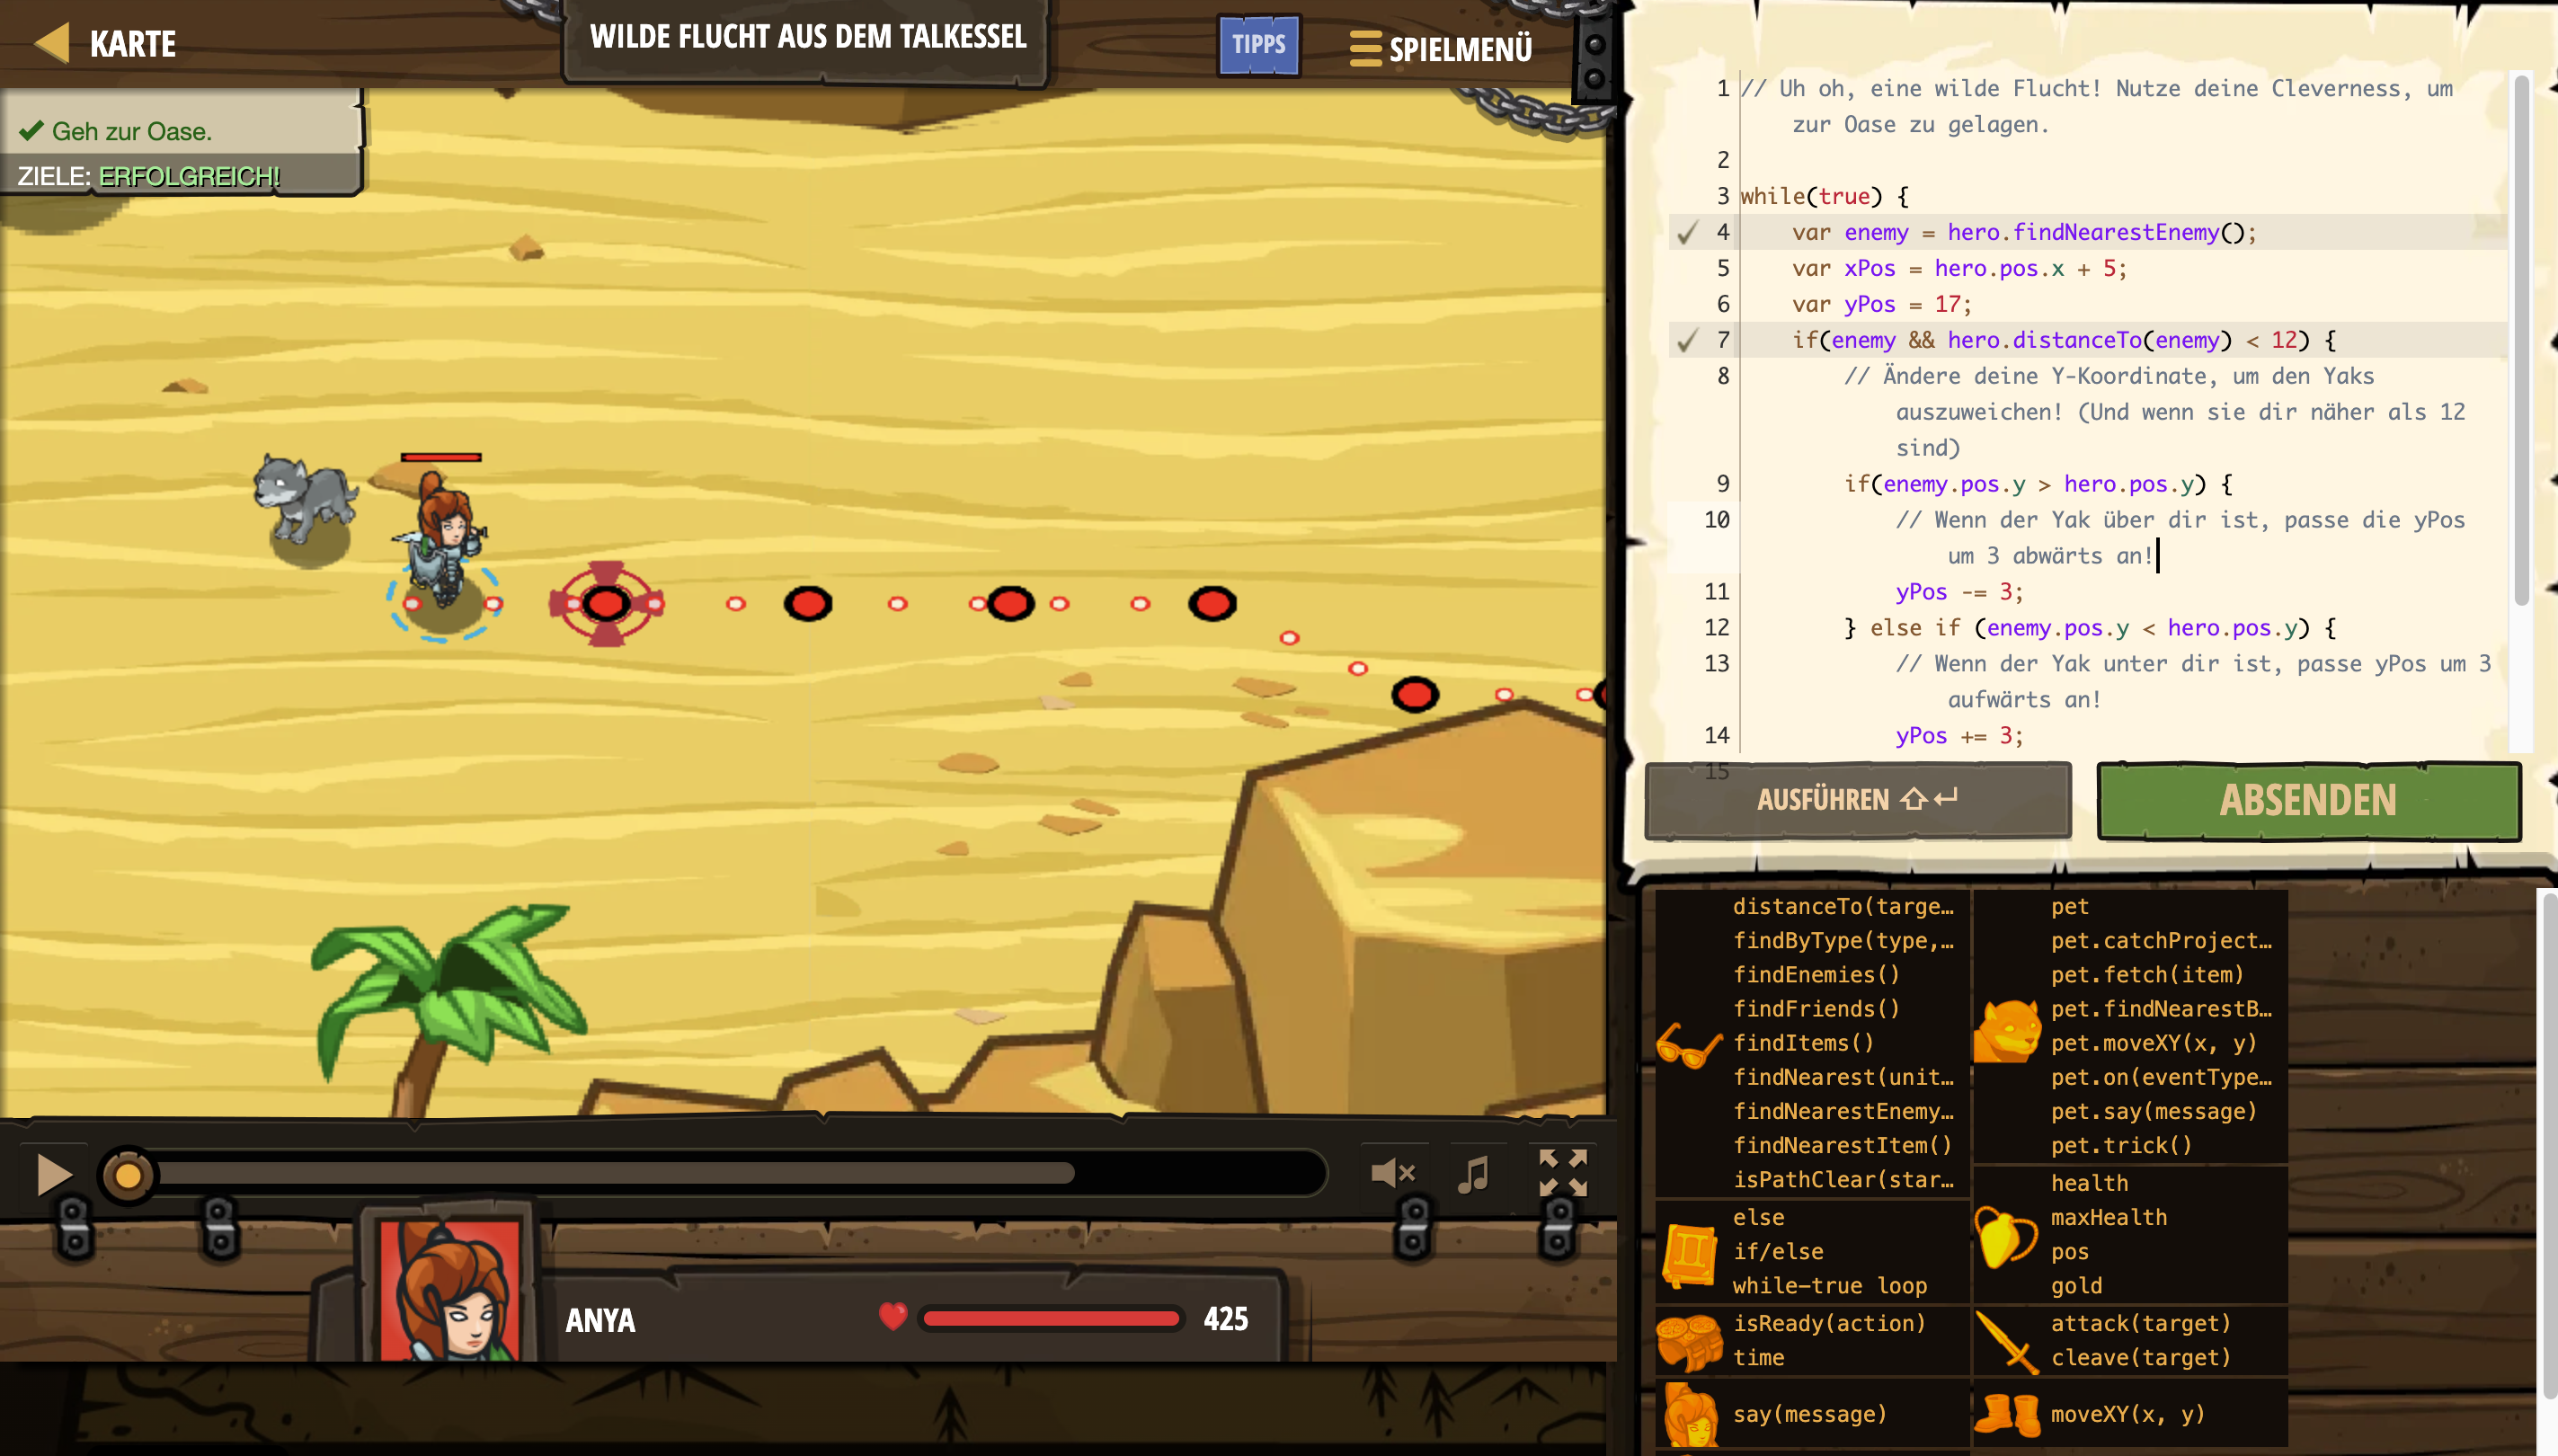 KARTE
WILDE FLUCHT AUS DEM TALKESSEL
TIPPS
SPIELMENÜ
Geh zur Oase.
ZIELE: ERFOLGREICH!
1 // Uh oh, eine wilde Flucht! Nutze deine Cleverness, um
zur Oase zu gelagen.
2
3 while(true) {
4 var enemy = hero.findNearestEnemy();
5 var xPos = hero.pos.x + 5;
6 var yPos = 17;
7 if(enemy && hero.distanceTo(enemy) < 12) {
8 // Ändere deine Y-Koordinate, um den Yaks
auszuweichen! (Und wenn sie dir näher als 12
sind)
9 if(enemy.pos.y > hero.pos.y) {
10 // Wenn der Yak über dir ist, passe die yPos
um 3 abwärts an!
11 yPos -= 3;
12 } else if (enemy.pos.y < hero.pos.y) {
13 // Wenn der Yak unter dir ist, passe yPos um 3
aufwärts an!
14 yPos += 3;
15
AUSFÜHREN
ABSENDEN
distanceTo(targe…
findByType(type,…
findEnemies()
findFriends()
findItems()
findNearest(unit…
findNearestEnemy…
findNearestItem()
isPathClear(star…
else
if/else
while-true loop
isReady(action)
time
say(message)
pet
pet.catchProject…
pet.fetch(item)
pet.findNearestB…
pet.moveXY(x, y)
pet.on(eventType…
pet.say(message)
pet.trick()
health
maxHealth
pos
gold
attack(target)
cleave(target)
moveXY(x, y)
ANYA
425